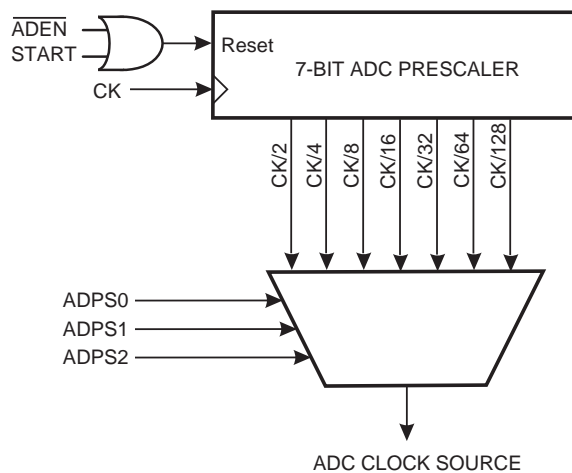 ADEN
START
Reset
7-BIT ADC PRESCALER
CK
CK/2
CK/4
CK/8
CK/16
CK/32
CK/64
CK/128
ADPS0
ADPS1
ADPS2
ADC CLOCK SOURCE